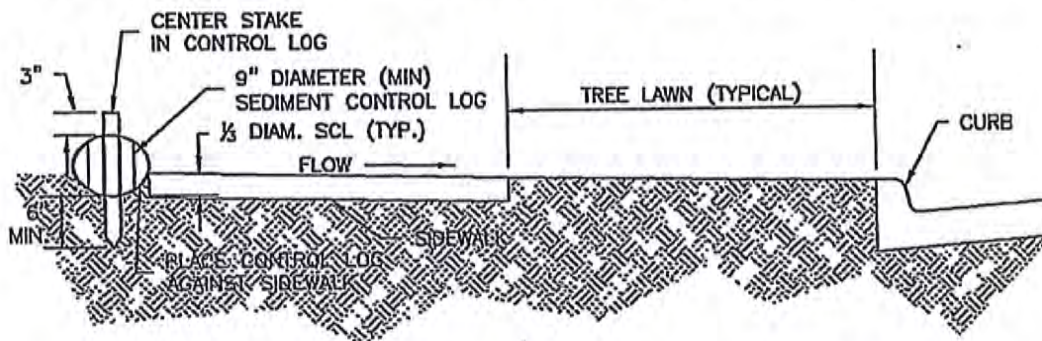 CENTER STAKE
IN CONTROL LOG
3"
9" DIAMETER (MIN)
SEDIMENT CONTROL LOG
⅓ DIAM. SCL (TYP.)
FLOW
TREE LAWN (TYPICAL)
CURB
6"
MIN
SIDEWALK
PLACE CONTROL LOG
AGAINST SIDEWALK